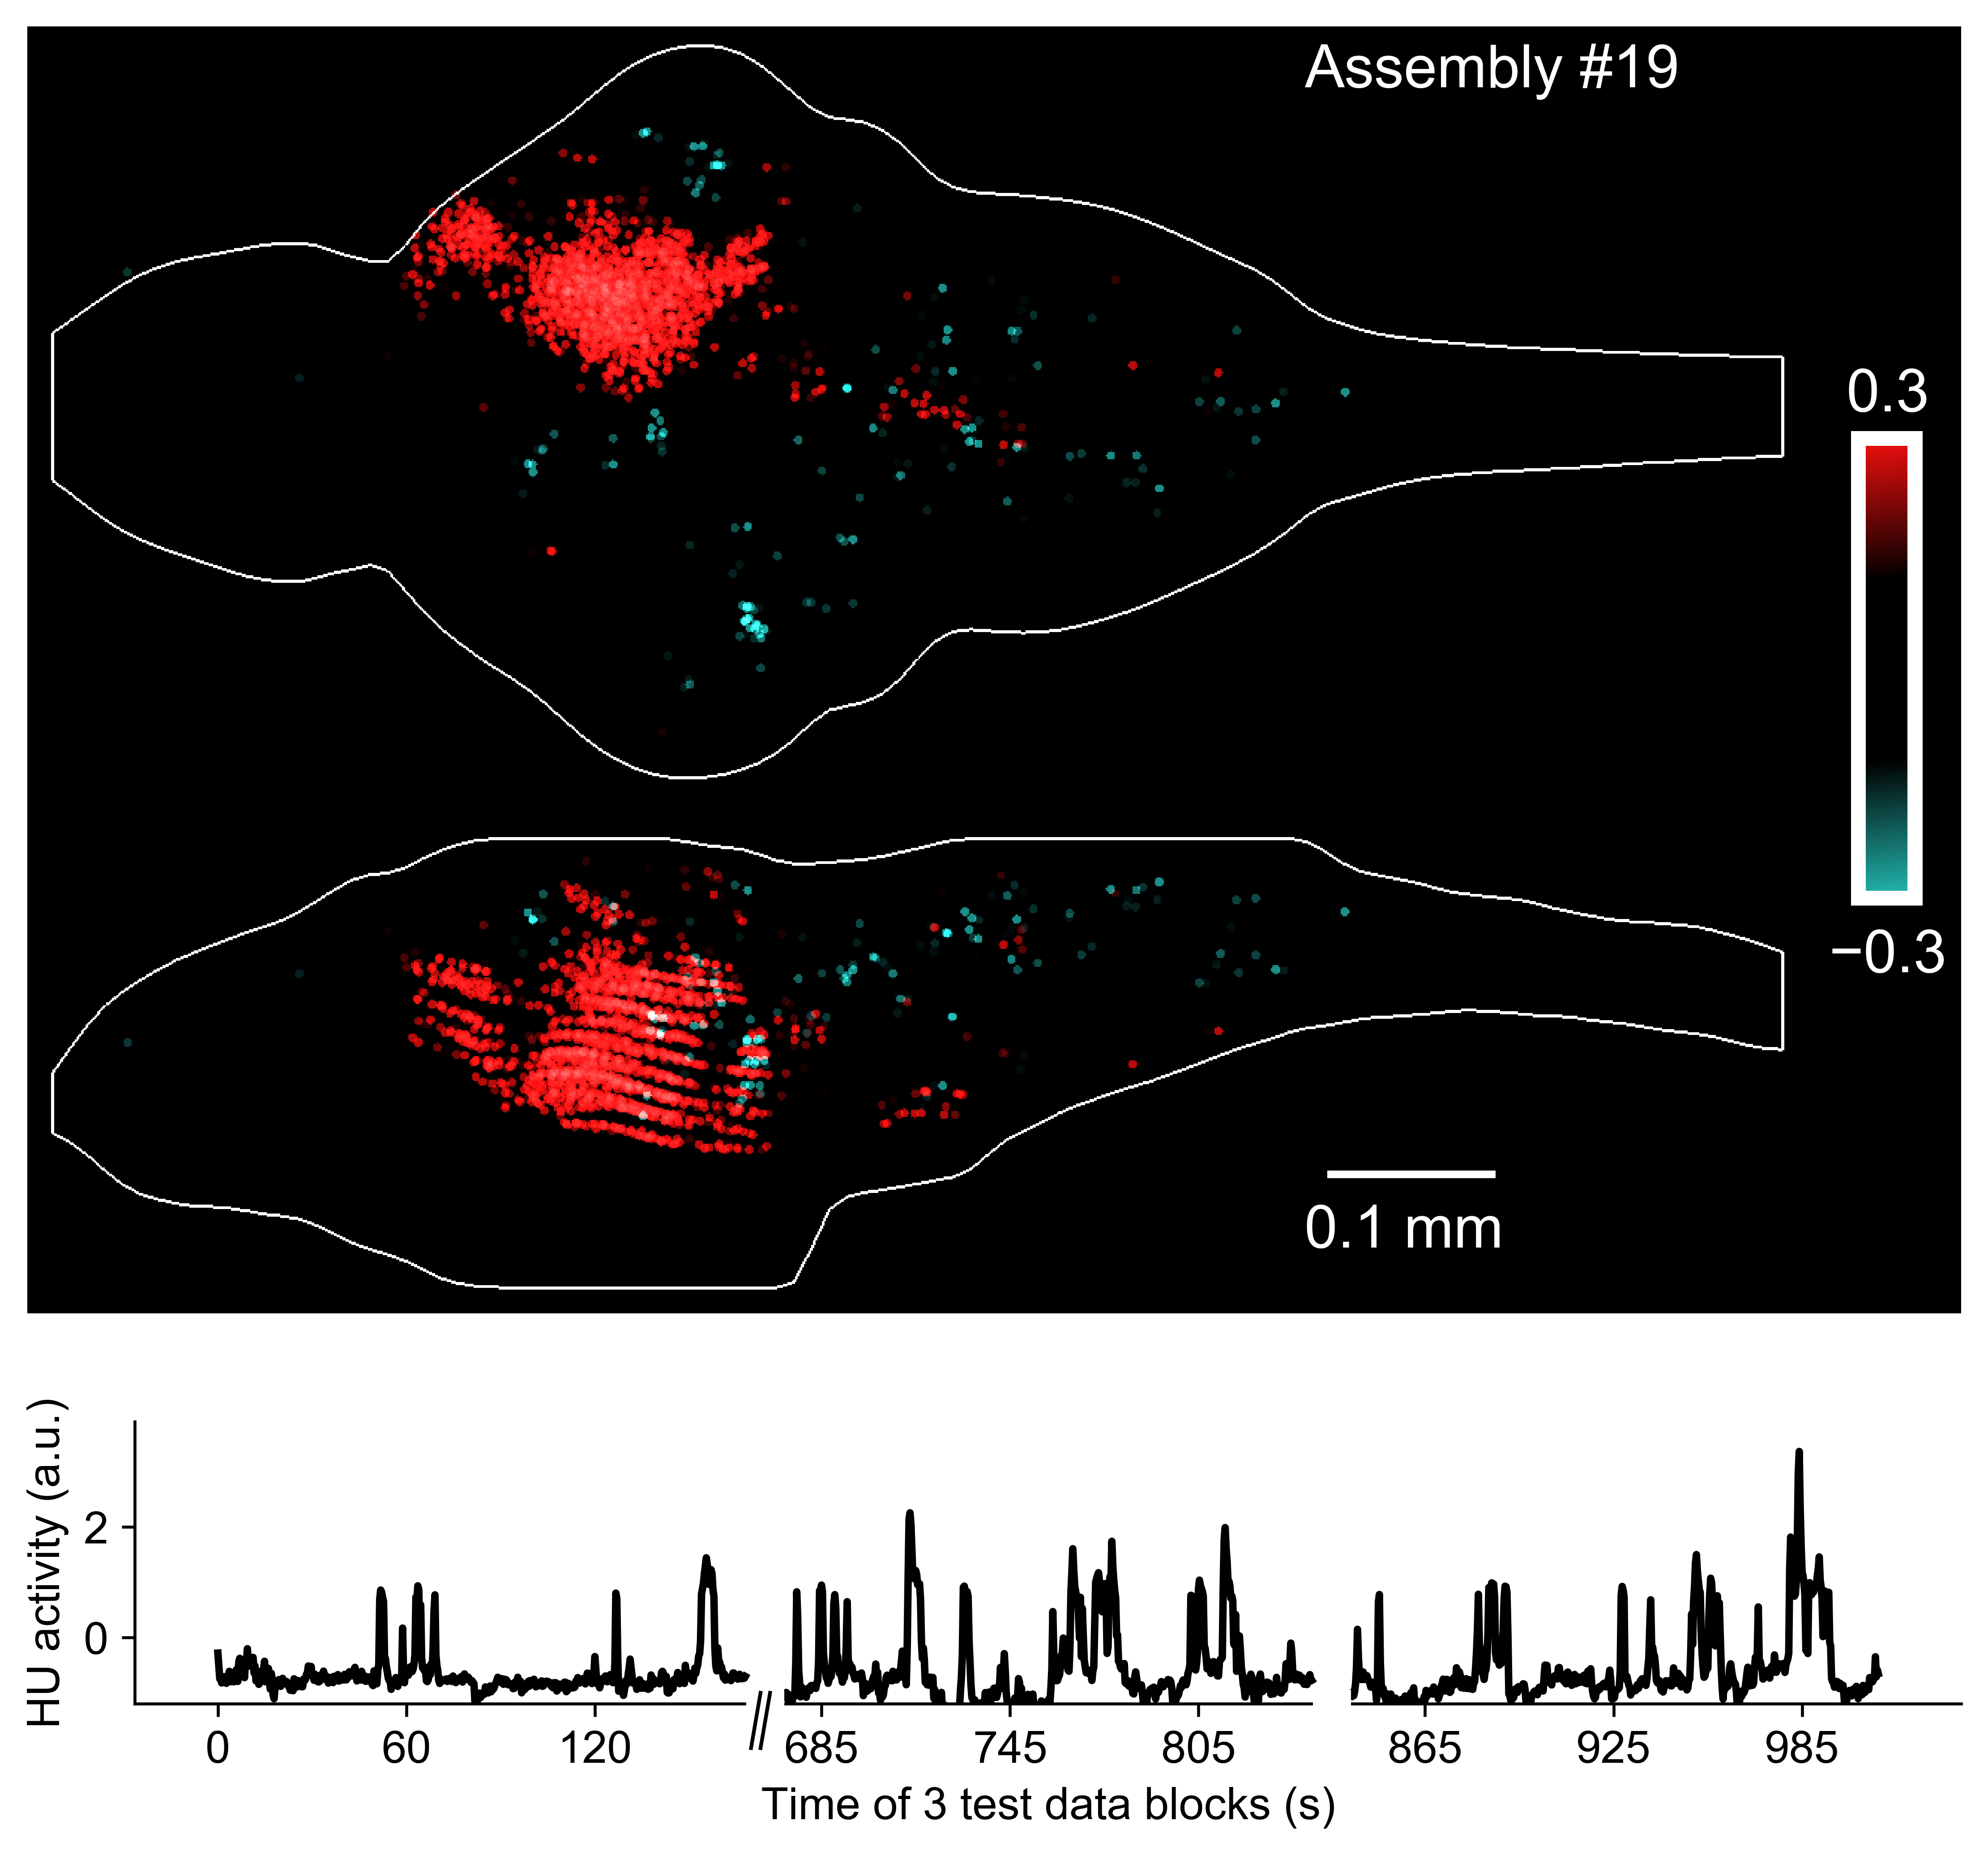 Assembly #19
0.3
−0.3
0.1 mm
HU activity (a.u.)
2
0
0 60 120 685 745 805 865 925 985
Time of 3 test data blocks (s)